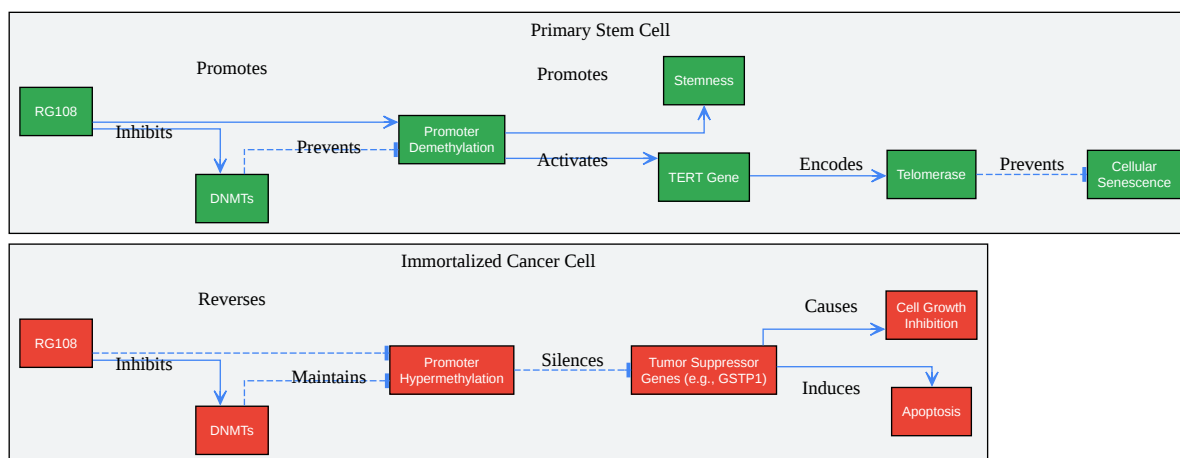 Primary Stem Cell
Promotes
Promotes
Stemness
RG108
Inhibits
Prevents
Promoter
Demethylation
Activates
TERT Gene
Encodes
Telomerase
Prevents
Cellular
Senescence
DNMTs
Immortalized Cancer Cell
Reverses
Causes
Cell Growth
Inhibition
RG108
Inhibits
Maintains
Promoter
Hypermethylation
Silences
Tumor Suppressor
Genes (e.g., GSTP1)
Induces
Apoptosis
DNMTs